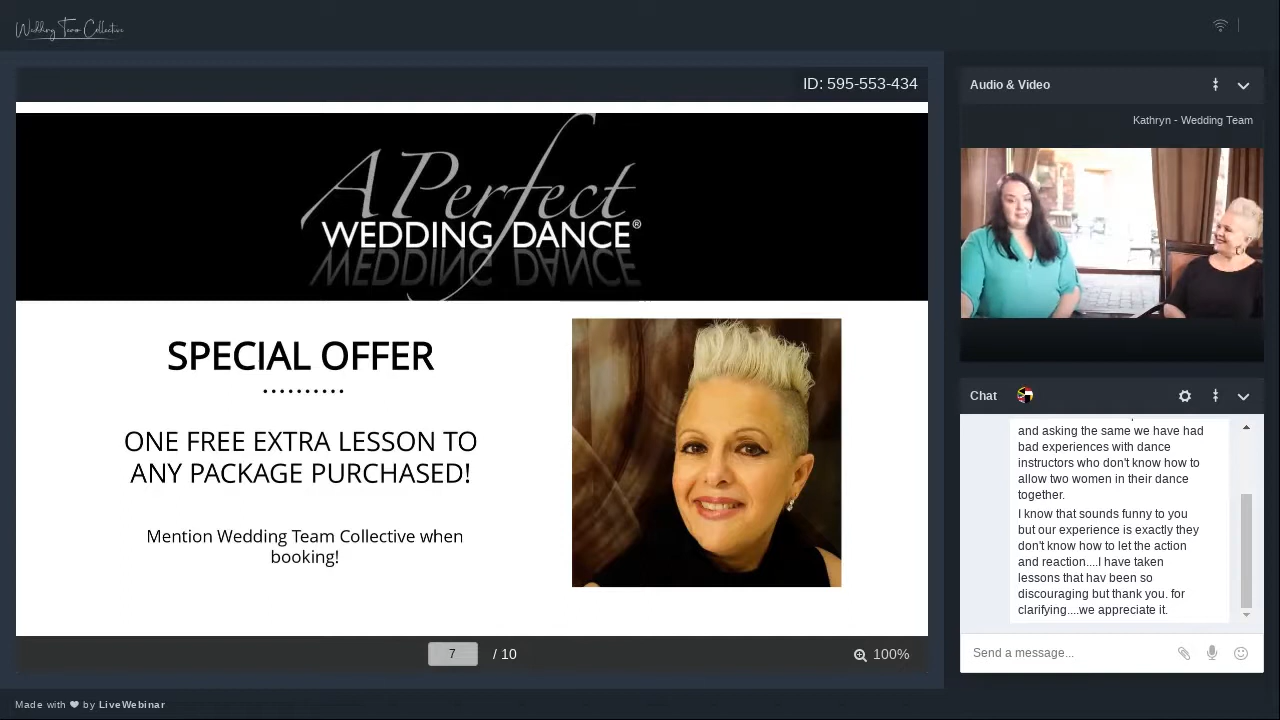 Wedding Team Collective
ID: 595-553-434
A Perfect
WEDDING DANCE®
SPECIAL OFFER
ONE FREE EXTRA LESSON TO
ANY PACKAGE PURCHASED!
Mention Wedding Team Collective when
booking!
7 / 10
100%
Audio & Video
Kathryn - Wedding Team
Chat
and asking the same we have had
bad experiences with dance
instructors who don't know how to
allow two women in their dance
together.
I know that sounds funny to you
but our experience is exactly they
don't know how to let the action
and reaction....I have taken
lessons that hav been so
discouraging but thank you. for
clarifying....we appreciate it.
Send a message...
Made with ❤ by LiveWebinar